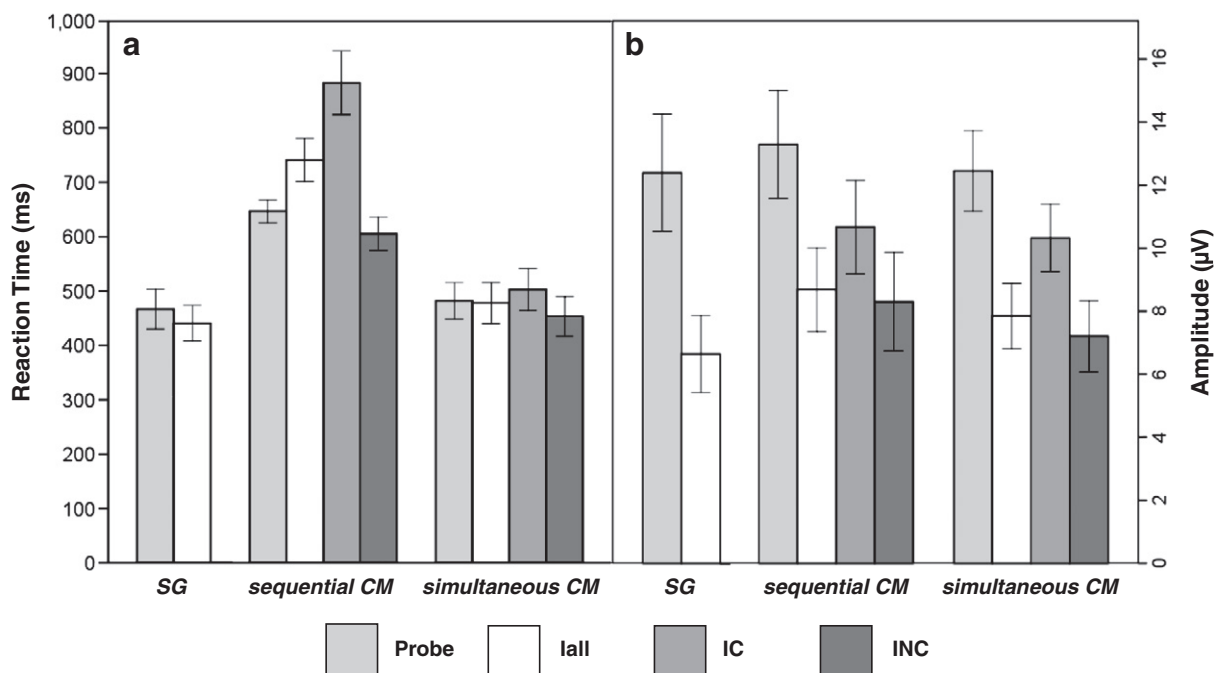 a
b
Reaction Time (ms)
1,000
900
800
700
600
500
400
300
200
100
0
SG
sequential CM
simultaneous CM
SG
sequential CM
simultaneous CM
16
14
12
10
8
6
4
2
0
Amplitude (µV)
Probe
Iall
IC
INC